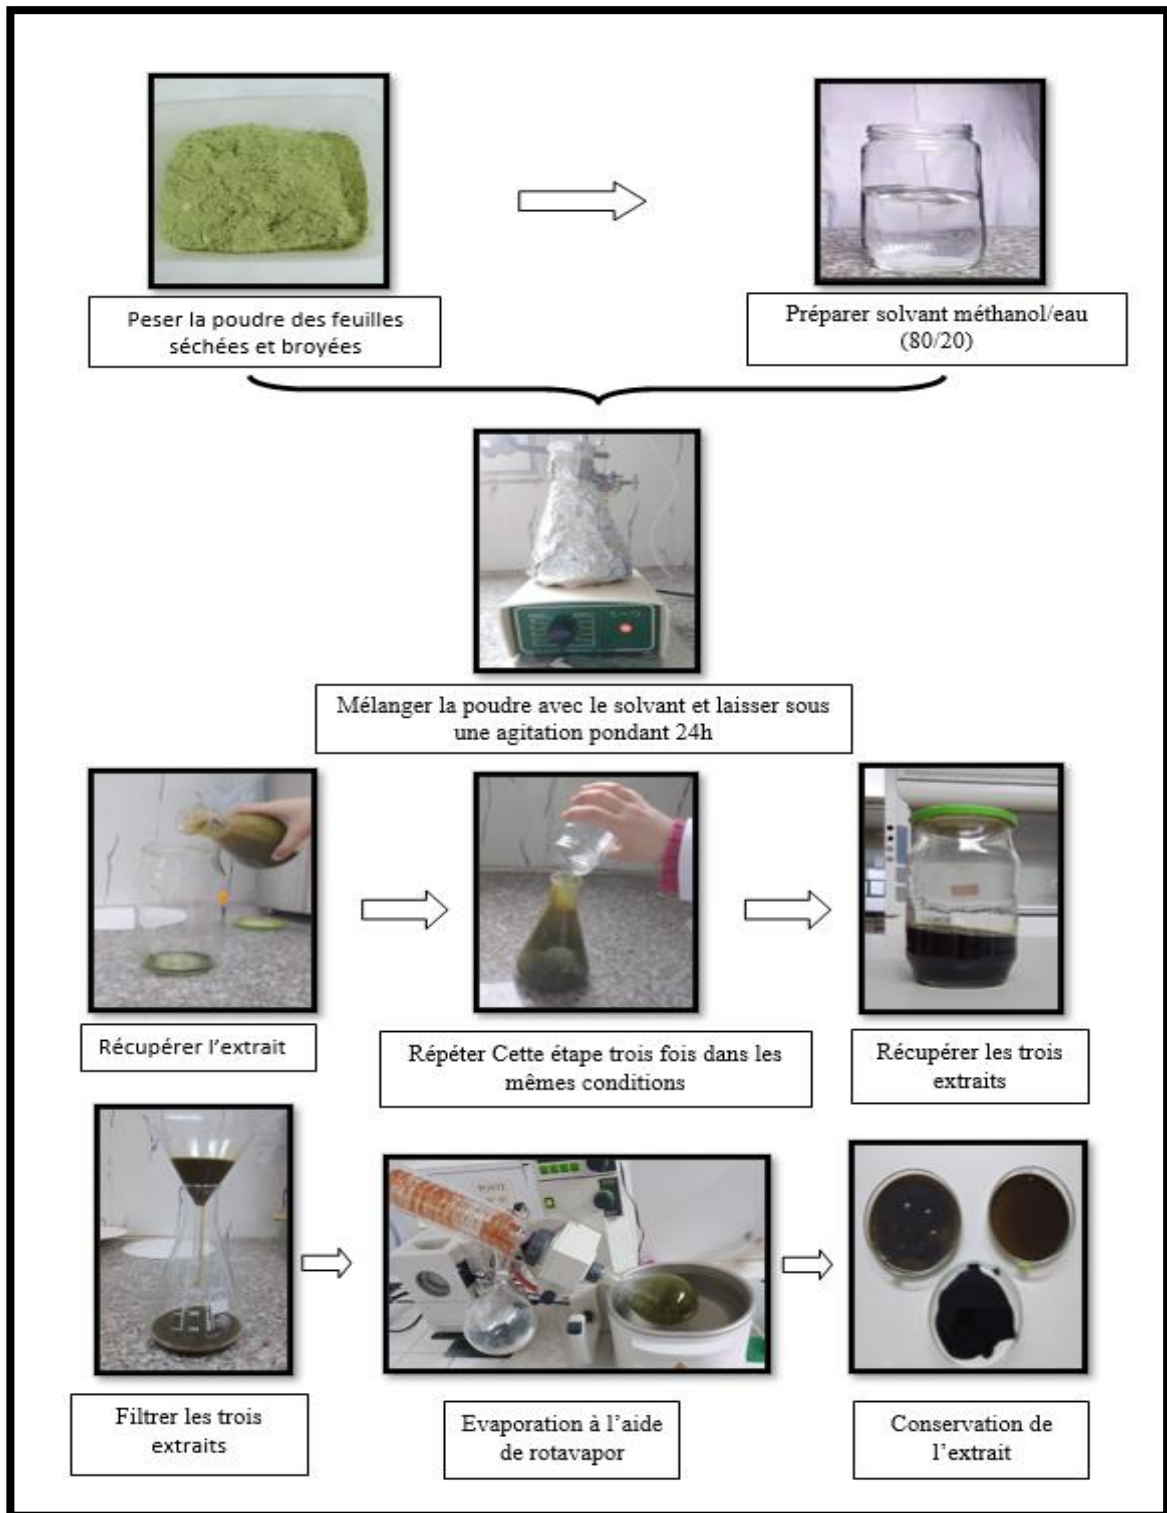 Peser la poudre des feuilles
séchées et broyées
Préparer solvant méthanol/eau
(80/20)
Mélanger la poudre avec le solvant et laisser sous
une agitation pondant 24h
Récupérer l'extrait
Répéter Cette étape trois fois dans les
mêmes conditions
Récupérer les trois
extraits
Filtrer les trois
extraits
Evaporation à l'aide
de rotavapor
Conservation de
l'extrait